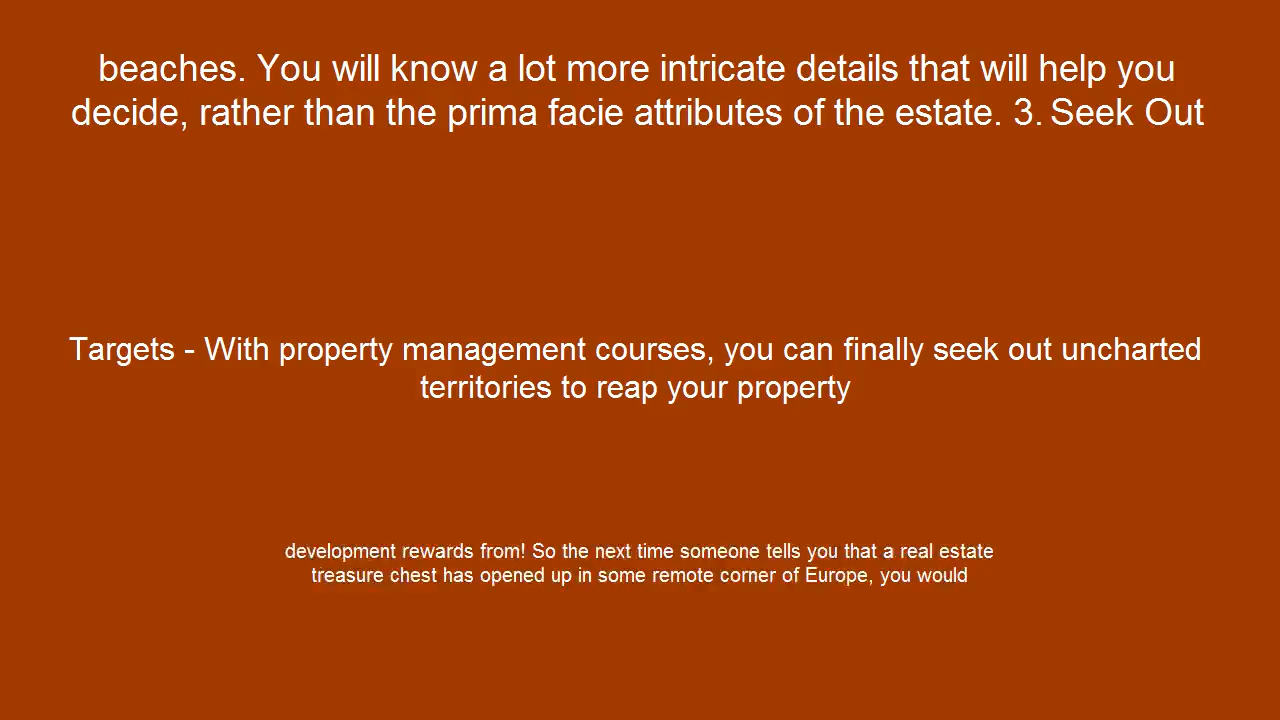 beaches. You will know a lot more intricate details that will help you
decide, rather than the prima facie attributes of the estate. 3. Seek Out
Targets - With property management courses, you can finally seek out uncharted
territories to reap your property
development rewards from! So the next time someone tells you that a real estate
treasure chest has opened up in some remote corner of Europe, you would